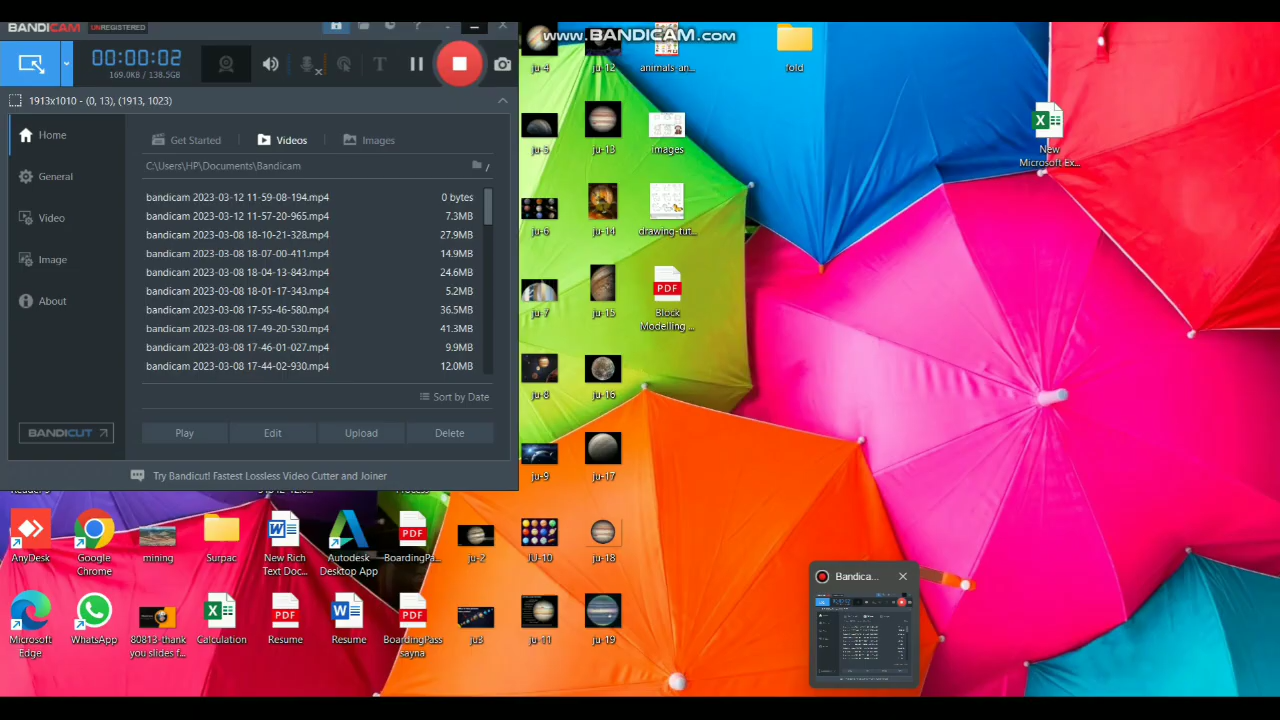 BANDICAM UNREGISTERED
www.BANDICAM.com
00:00:02
169.0KB / 138.5GB
1913x1010 - (0, 13), (1913, 1023)
Home
General
Video
Image
About
BANDICUT
Get Started
Videos
Images
C:\Users\HP\Documents\Bandicam
bandicam 2023-03-12 11-59-08-194.mp4 0 bytes
bandicam 2023-03-12 11-57-20-965.mp4 7.3MB
bandicam 2023-03-08 18-10-21-328.mp4 27.9MB
bandicam 2023-03-08 18-07-00-411.mp4 14.9MB
bandicam 2023-03-08 18-04-13-843.mp4 24.6MB
bandicam 2023-03-08 18-01-17-343.mp4 5.2MB
bandicam 2023-03-08 17-55-46-580.mp4 36.5MB
bandicam 2023-03-08 17-49-20-530.mp4 41.3MB
bandicam 2023-03-08 17-46-01-027.mp4 9.9MB
bandicam 2023-03-08 17-44-02-930.mp4 12.0MB
Sort by Date
Play Edit Upload Delete
Try Bandicut! Fastest Lossless Video Cutter and Joiner
ju-4
ju-12
animals-an...
fold
ju-5
ju-13
images
New
Microsoft Ex...
ju-6
ju-14
drawing-tut...
ju-7
ju-15
PDF
Block
Modelling ...
ju-8
ju-16
ju-9
ju-17
AnyDesk
Google
Chrome
mining
Surpac
New Rich
Text Doc...
Autodesk
Desktop App
PDF
BoardingPa...
ju-2
JU-10
ju-18
Microsoft
Edge
WhatsApp
80813-thank
you-slides-f...
Calculation
PDF
Resume
Resume
PDF
BoardingPass
sayna
ju3
ju-11
ju-19
Bandica...